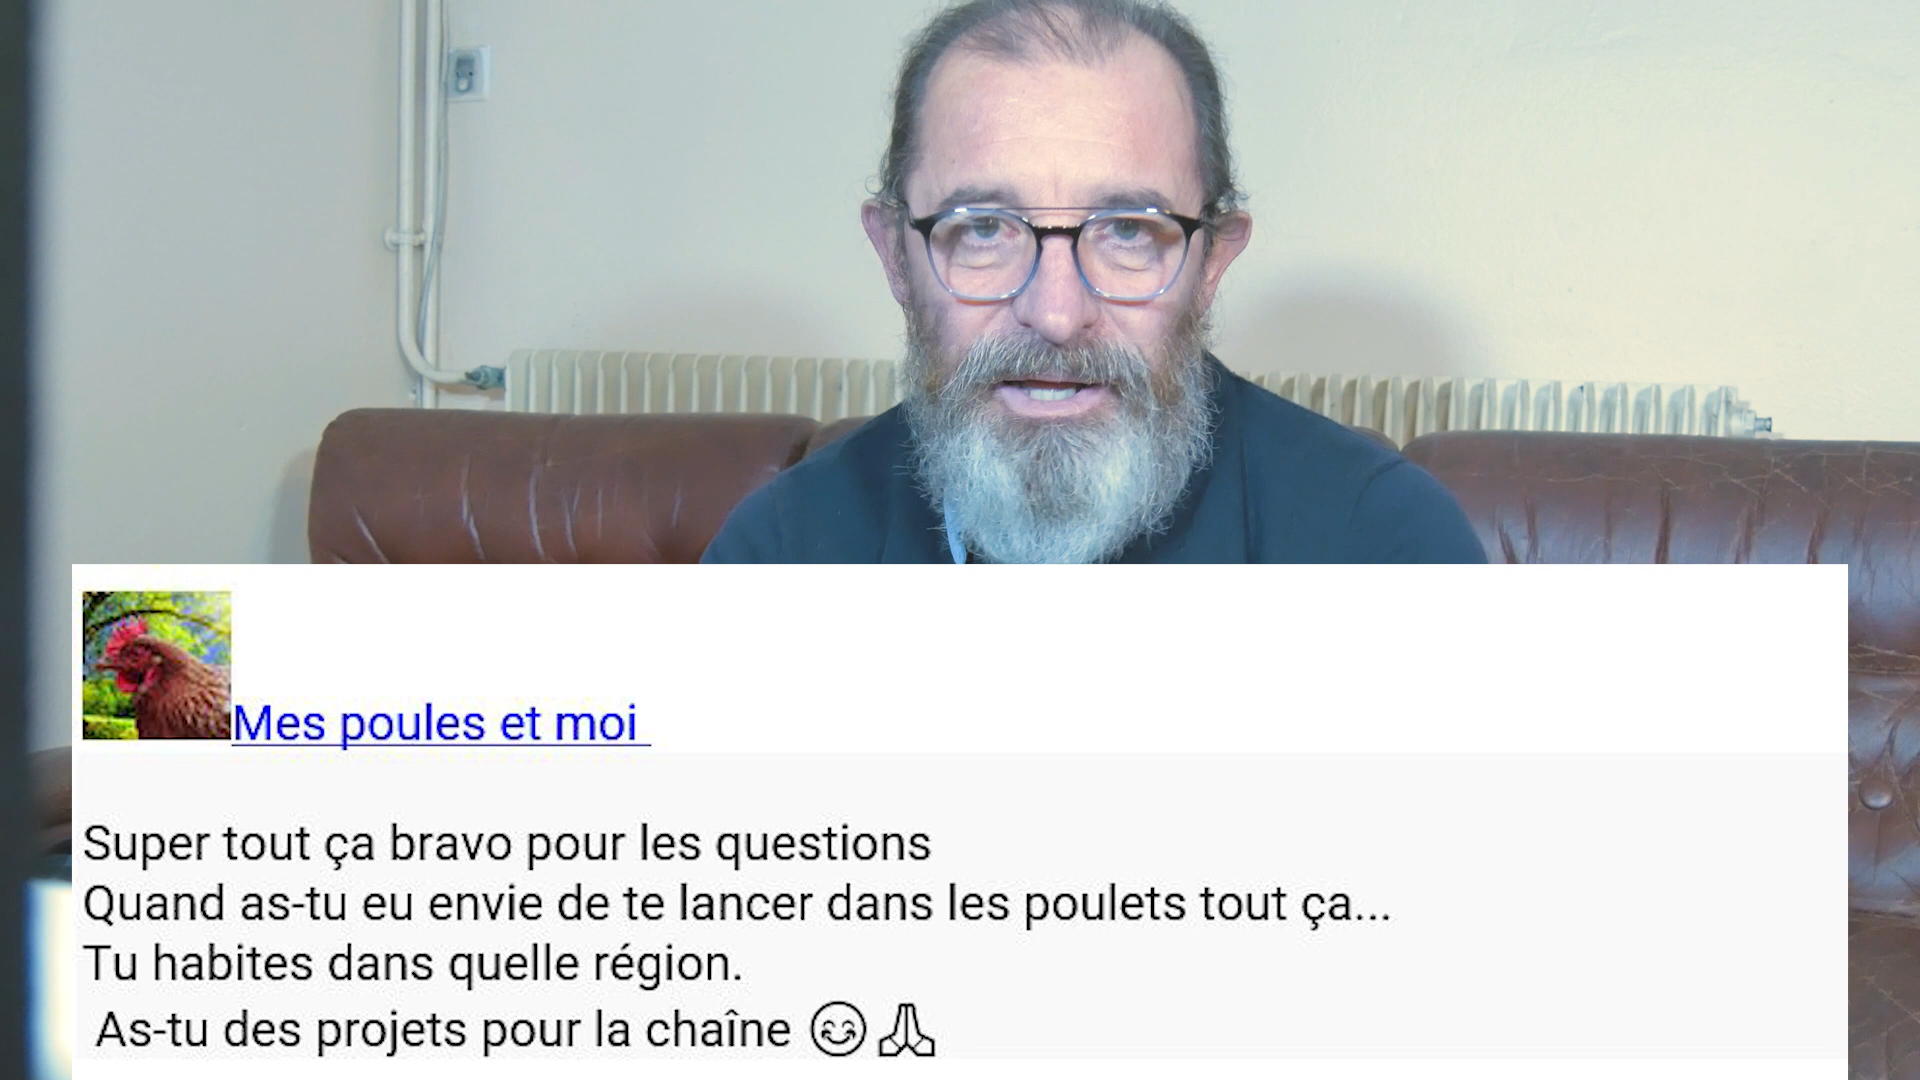 Mes poules et moi
Super tout ça bravo pour les questions
Quand as-tu eu envie de te lancer dans les poulets tout ça...
Tu habites dans quelle région.
As-tu des projets pour la chaîne 😊🙏